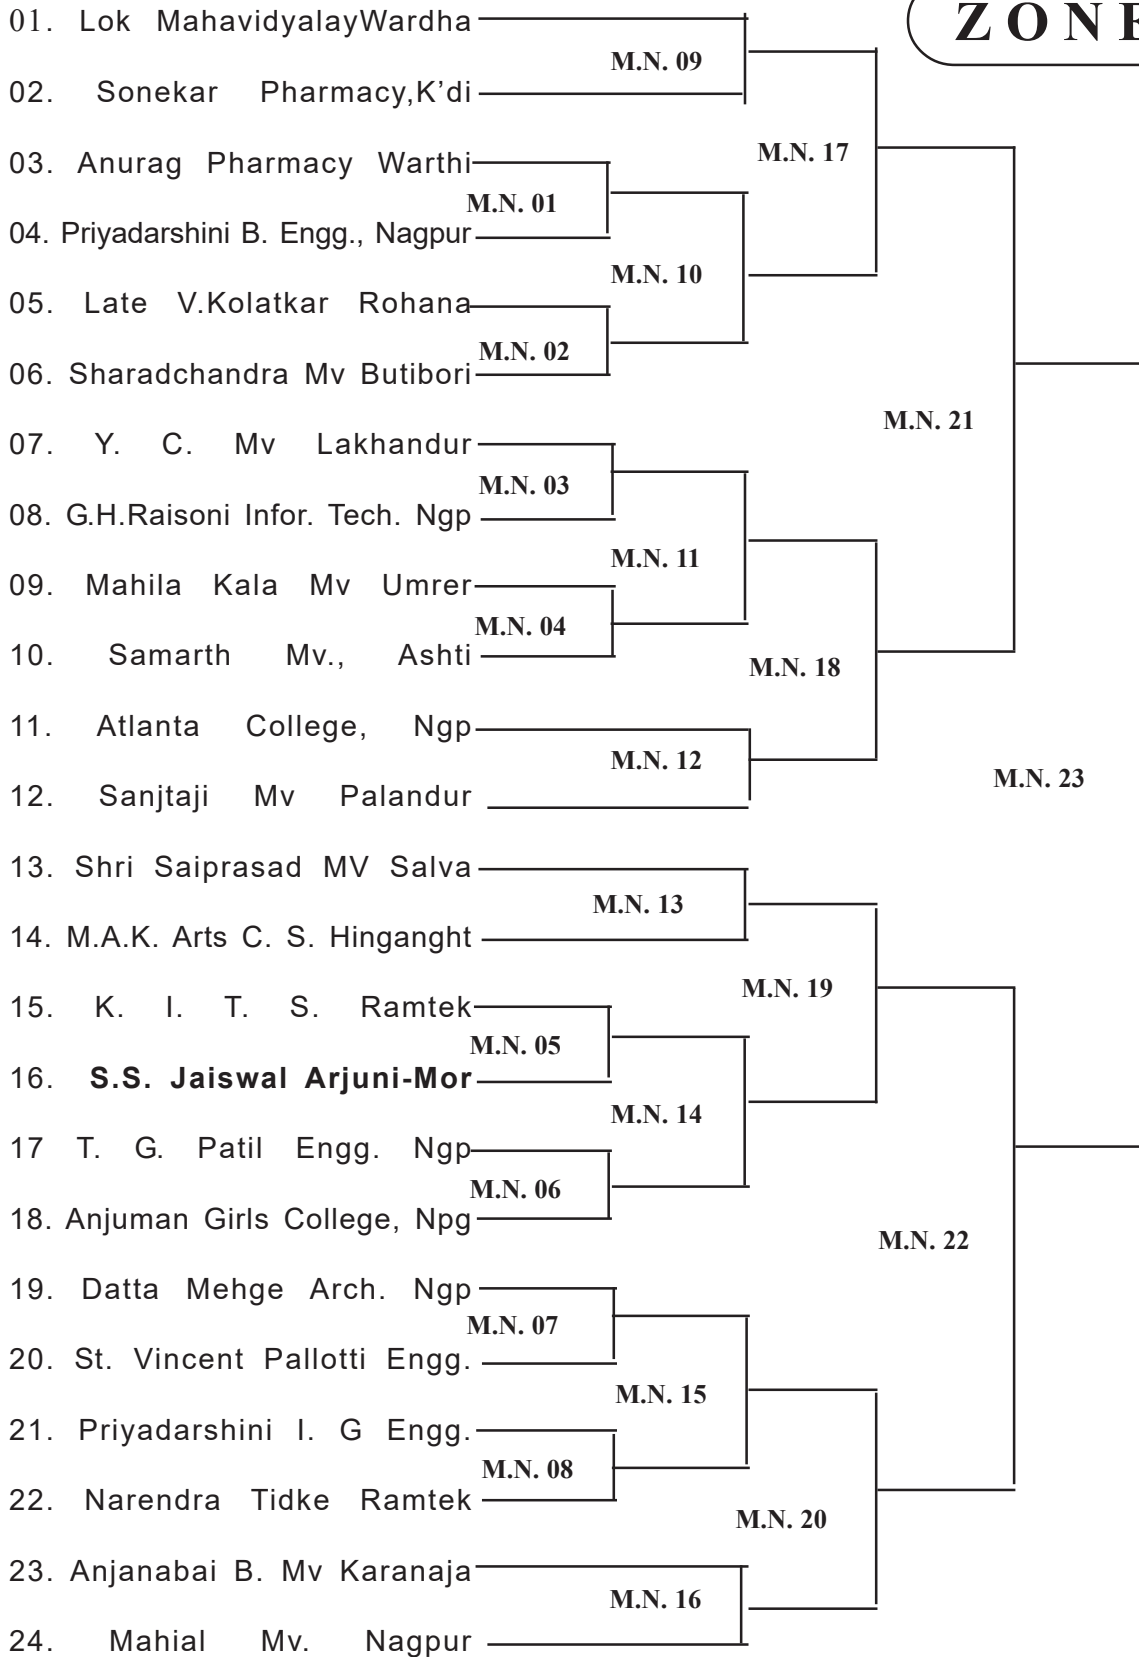 01. Lok MahavidyalayWardha
ZONE
M.N. 09
02. Sonekar Pharmacy,K’di
M.N. 17
03. Anurag Pharmacy Warthi
M.N. 01
04. Priyadarshini B. Engg., Nagpur
M.N. 10
05. Late V.Kolatkar Rohana
M.N. 02
06. Sharadchandra Mv Butibori
M.N. 21
07. Y. C. Mv Lakhandur
M.N. 03
08. G.H.Raisoni Infor. Tech. Ngp
M.N. 11
09. Mahila Kala Mv Umrer
M.N. 04
10. Samarth Mv., Ashti
M.N. 18
11. Atlanta College, Ngp
M.N. 12
M.N. 23
12. Sanjtaji Mv Palandur
13. Shri Saiprasad MV Salva
M.N. 13
14. M.A.K. Arts C. S. Hinganght
M.N. 19
15. K. I. T. S. Ramtek
M.N. 05
16. S.S. Jaiswal Arjuni-Mor
M.N. 14
17 T. G. Patil Engg. Ngp
M.N. 06
18. Anjuman Girls College, Npg
M.N. 22
19. Datta Mehge Arch. Ngp
M.N. 07
20. St. Vincent Pallotti Engg.
M.N. 15
21. Priyadarshini I. G Engg.
M.N. 08
22. Narendra Tidke Ramtek
M.N. 20
23. Anjanabai B. Mv Karanaja
M.N. 16
24. Mahial Mv. Nagpur